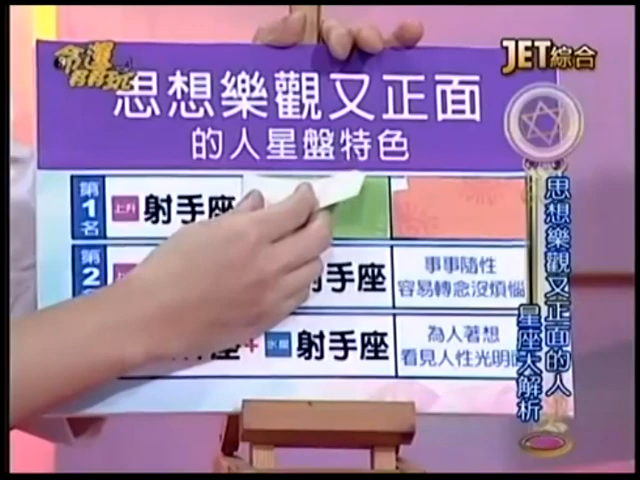 命運好好玩
JET綜合
思想樂觀又正面
的人星盤特色
第1名
上升
射手座
第2名
射手座
事事隨性
容易轉念沒煩惱
座+水星射手座
為人著想
看見人性光明
思想樂觀又正面的人
星座大解析